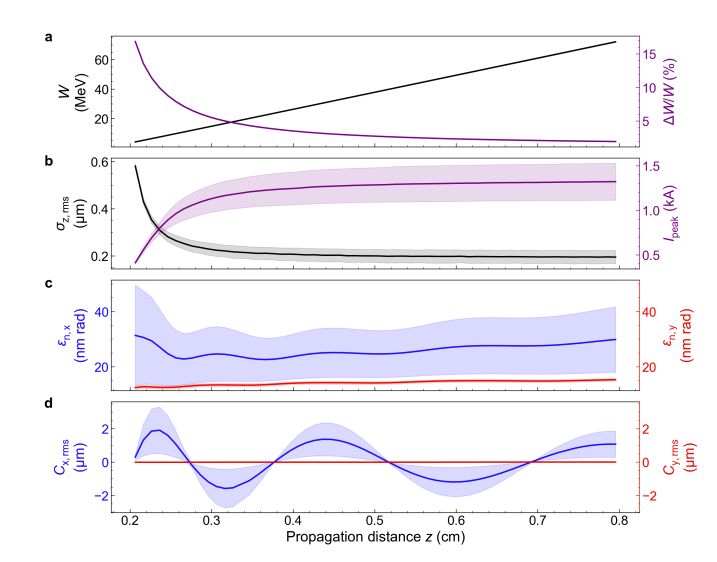 a
60
40
20
W
(MeV)
15
10
5
ΔW/W (%)
b
0.6
0.4
0.2
σz, rms
(μm)
1.5
1.0
0.5
Ipeak (kA)
c
40
20
εn,x
(nm rad)
40
20
εn,y
(nm rad)
d
2
0
−2
Cx, rms
(μm)
2
0
−2
Cy, rms
(μm)
0.2 0.3 0.4 0.5 0.6 0.7 0.8
Propagation distance z (cm)